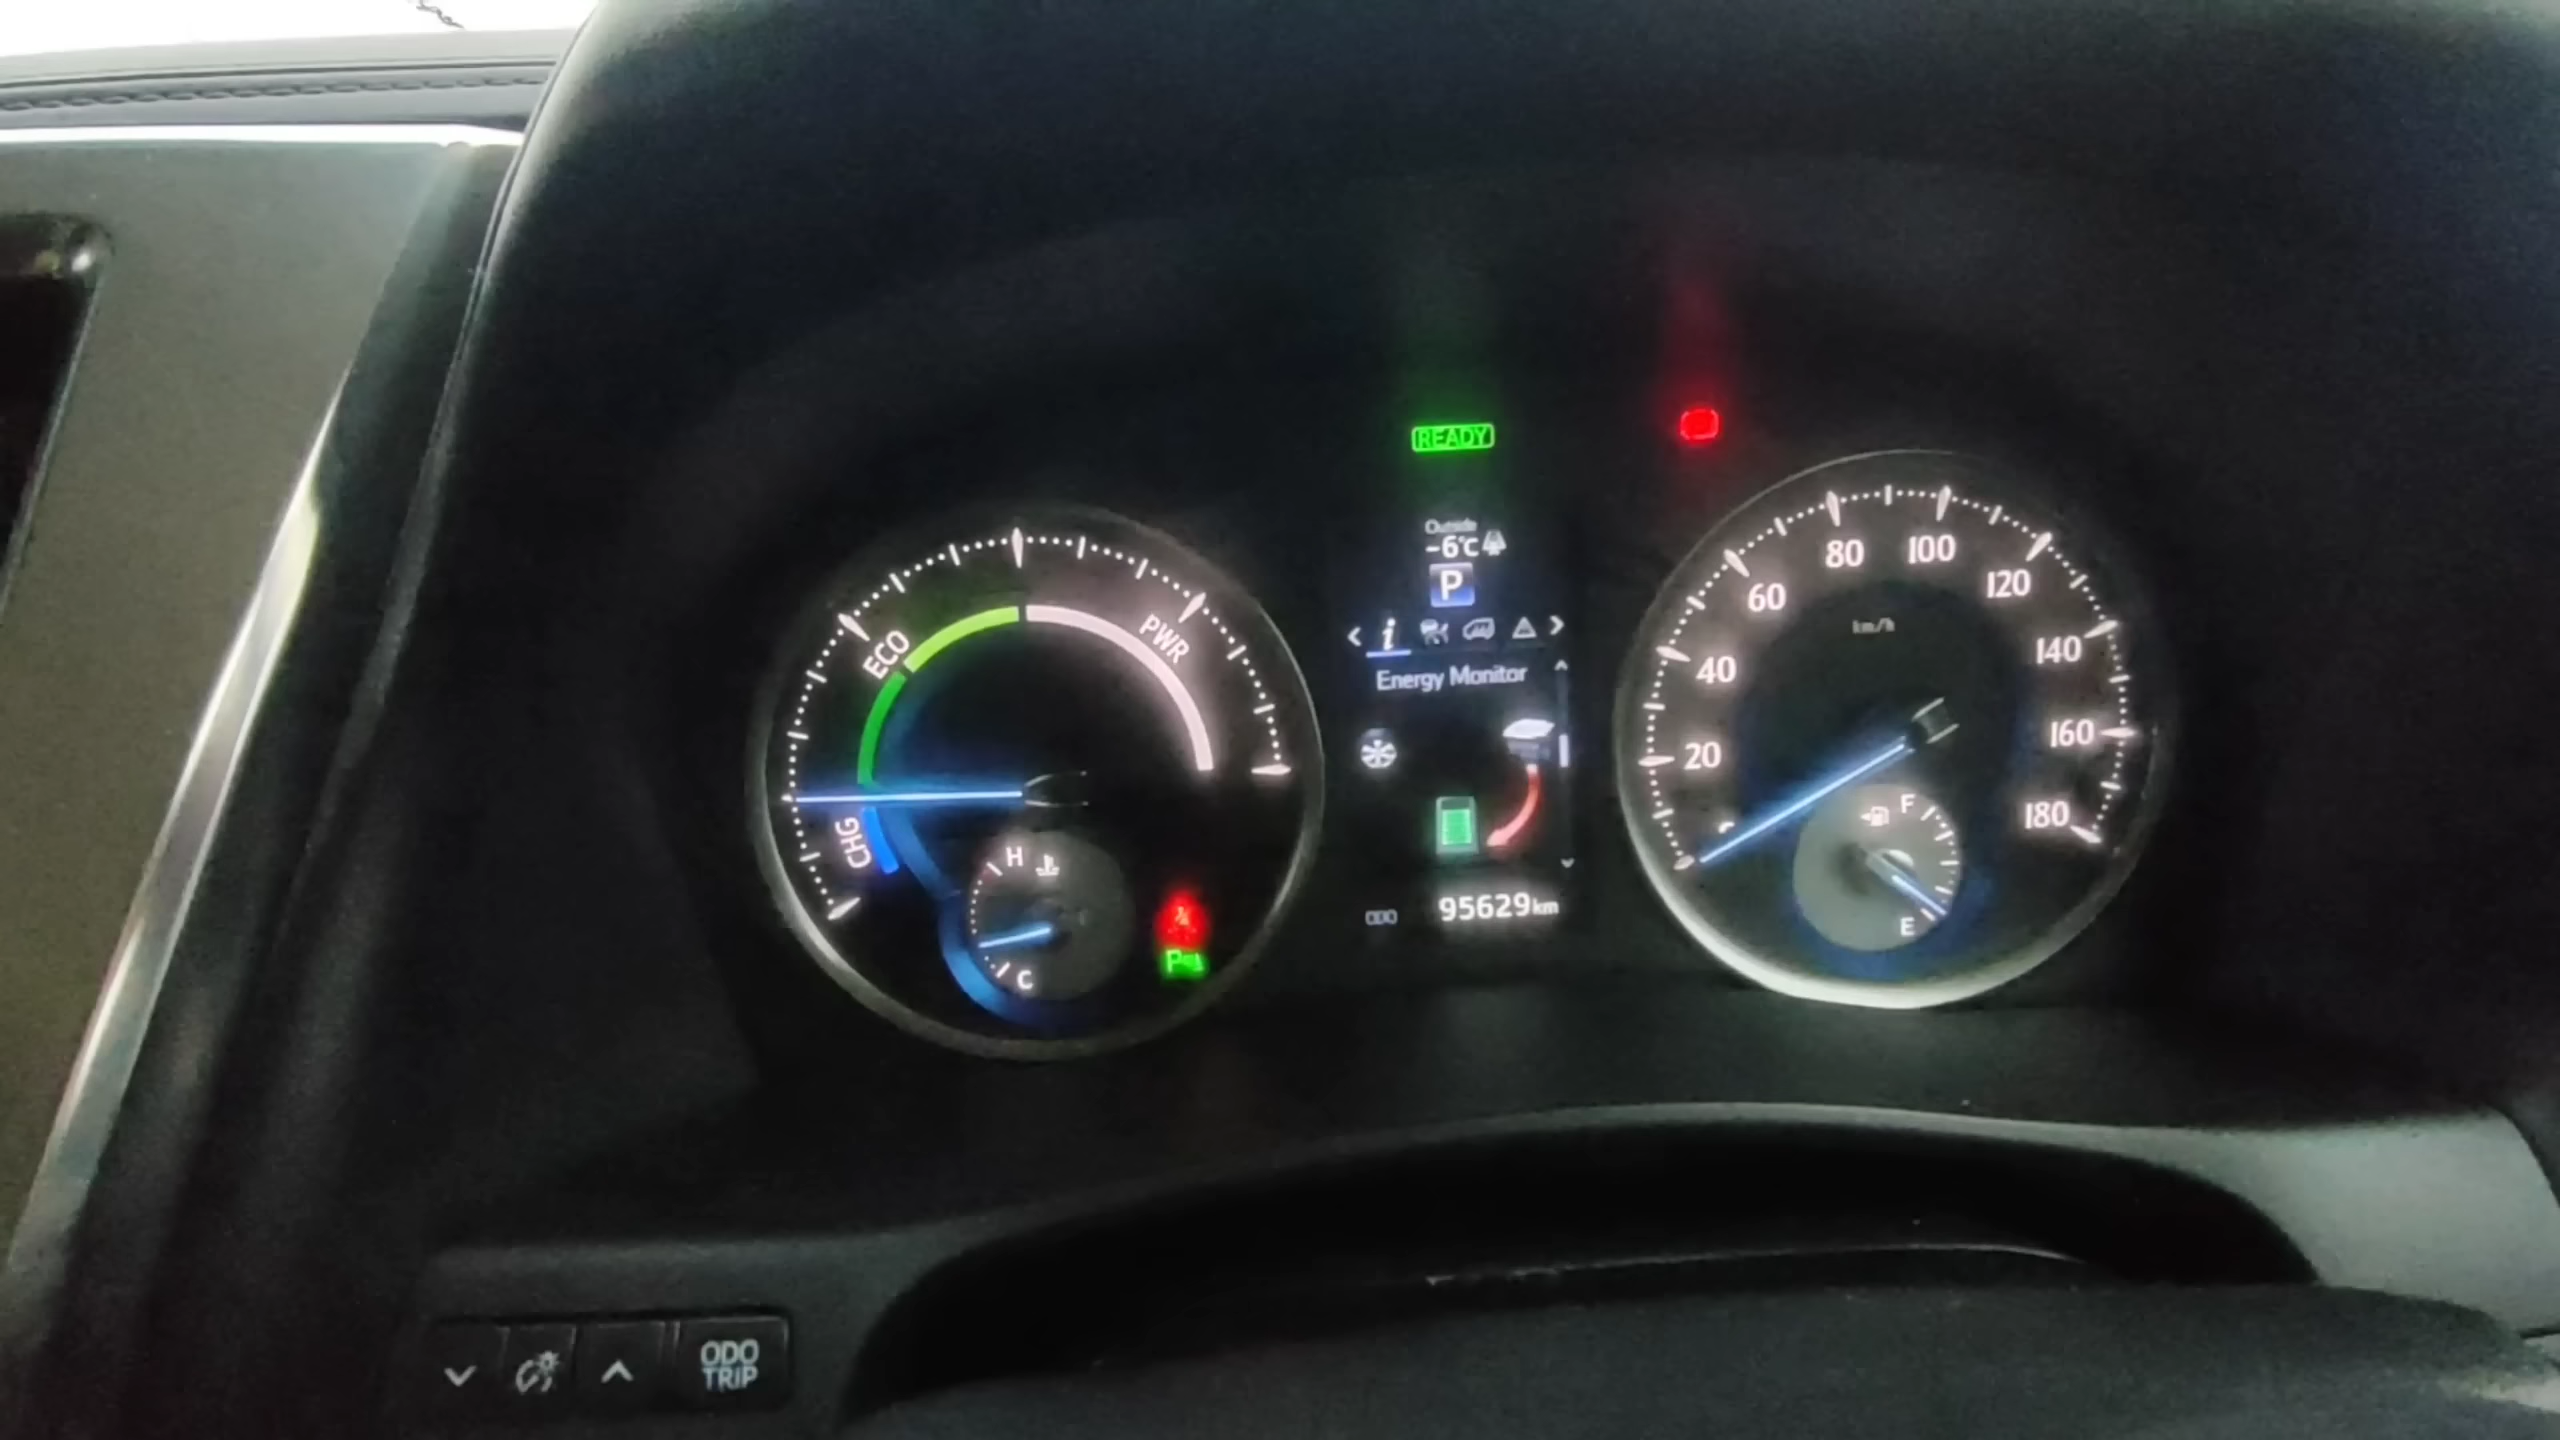 READY
Outside
-6°C
P
Energy Monitor
ODO 95629km
ECO
PWR
CHG
H
C
P
km/h
20
40
60
80
100
120
140
160
180
F
E
ODO
TRIP